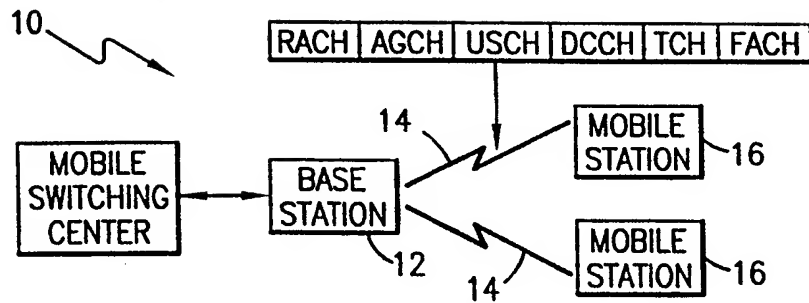 10
RACH AGCH USCH DCCH TCH FACH
14
MOBILE
STATION
16
MOBILE
SWITCHING
CENTER
BASE
STATION
12
14
MOBILE
STATION
16